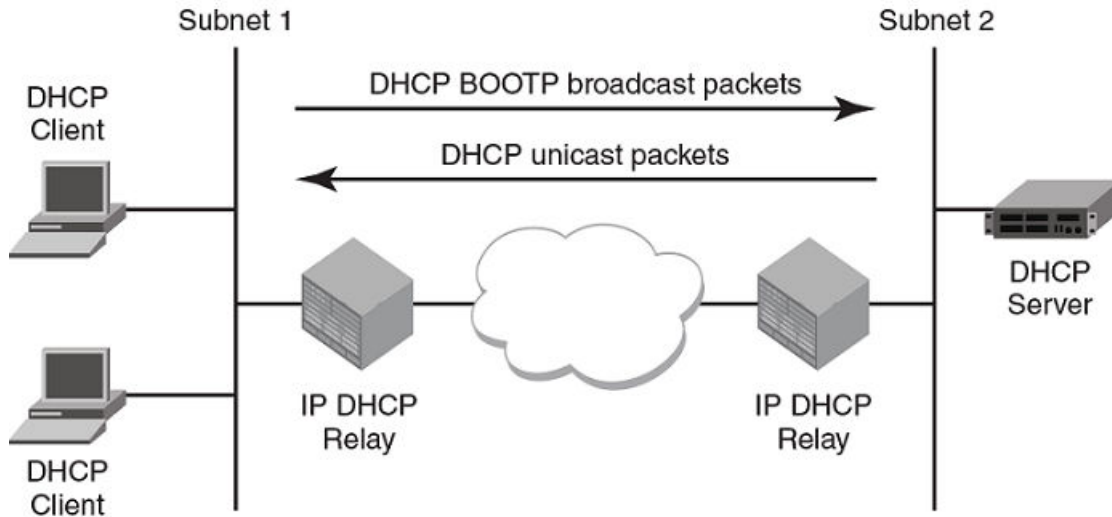 Subnet 1
Subnet 2
DHCP BOOTP broadcast packets
DHCP
Client
DHCP unicast packets
DHCP
Server
IP DHCP
Relay
IP DHCP
Relay
DHCP
Client